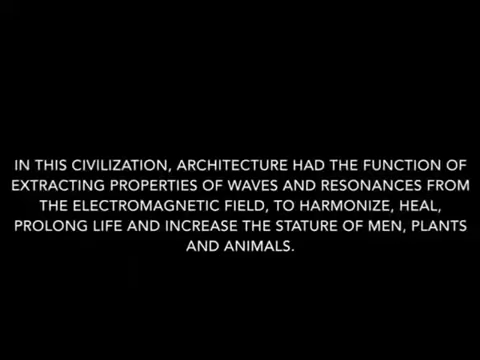 IN THIS CIVILIZATION, ARCHITECTURE HAD THE FUNCTION OF
EXTRACTING PROPERTIES OF WAVES AND RESONANCES FROM
THE ELECTROMAGNETIC FIELD, TO HARMONIZE, HEAL,
PROLONG LIFE AND INCREASE THE STATURE OF MEN, PLANTS
AND ANIMALS.